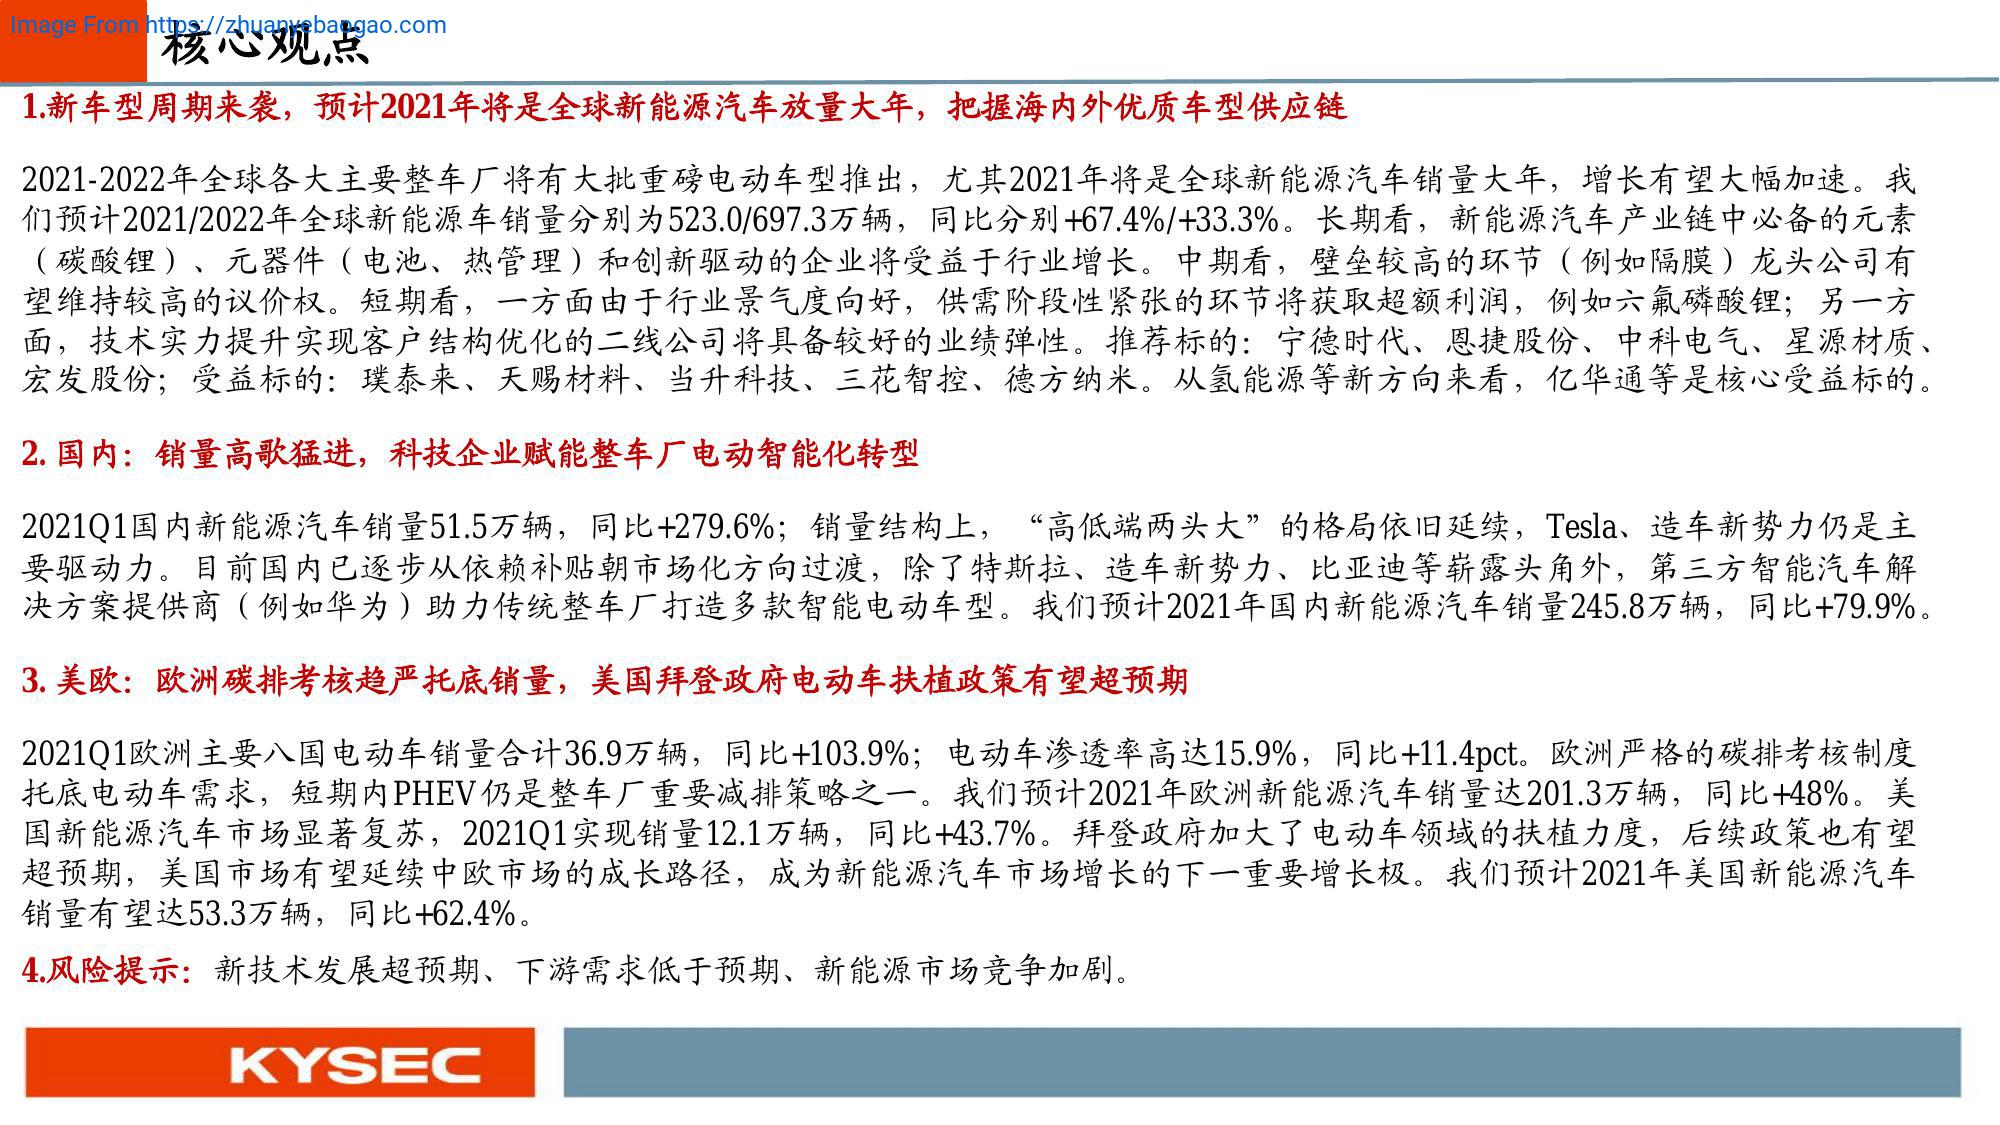 Image From https://zhuanyebaogao.com
核心观点
1.新车型周期来袭，预计2021年将是全球新能源汽车放量大年，把握海内外优质车型供应链
2021-2022年全球各大主要整车厂将有大批重磅电动车型推出，尤其2021年将是全球新能源汽车销量大年，增长有望大幅加速。我
们预计2021/2022年全球新能源车销量分别为523.0/697.3万辆，同比分别+67.4%/+33.3%。长期看，新能源汽车产业链中必备的元素
（碳酸锂）、元器件（电池、热管理）和创新驱动的企业将受益于行业增长。中期看，壁垒较高的环节（例如隔膜）龙头公司有
望维持较高的议价权。短期看，一方面由于行业景气度向好，供需阶段性紧张的环节将获取超额利润，例如六氟磷酸锂；另一方
面，技术实力提升实现客户结构优化的二线公司将具备较好的业绩弹性。推荐标的：宁德时代、恩捷股份、中科电气、星源材质、
宏发股份；受益标的：璞泰来、天赐材料、当升科技、三花智控、德方纳米。从氢能源等新方向来看，亿华通等是核心受益标的。
2. 国内：销量高歌猛进，科技企业赋能整车厂电动智能化转型
2021Q1国内新能源汽车销量51.5万辆，同比+279.6%；销量结构上，“高低端两头大”的格局依旧延续，Tesla、造车新势力仍是主
要驱动力。目前国内已逐步从依赖补贴朝市场化方向过渡，除了特斯拉、造车新势力、比亚迪等崭露头角外，第三方智能汽车解
决方案提供商（例如华为）助力传统整车厂打造多款智能电动车型。我们预计2021年国内新能源汽车销量245.8万辆，同比+79.9%。
3. 美欧：欧洲碳排考核趋严托底销量，美国拜登政府电动车扶植政策有望超预期
2021Q1欧洲主要八国电动车销量合计36.9万辆，同比+103.9%；电动车渗透率高达15.9%，同比+11.4pct。欧洲严格的碳排考核制度
托底电动车需求，短期内PHEV仍是整车厂重要减排策略之一。我们预计2021年欧洲新能源汽车销量达201.3万辆，同比+48%。美
国新能源汽车市场显著复苏，2021Q1实现销量12.1万辆，同比+43.7%。拜登政府加大了电动车领域的扶植力度，后续政策也有望
超预期，美国市场有望延续中欧市场的成长路径，成为新能源汽车市场增长的下一重要增长极。我们预计2021年美国新能源汽车
销量有望达53.3万辆，同比+62.4%。
4.风险提示：新技术发展超预期、下游需求低于预期、新能源市场竞争加剧。
KYSEC